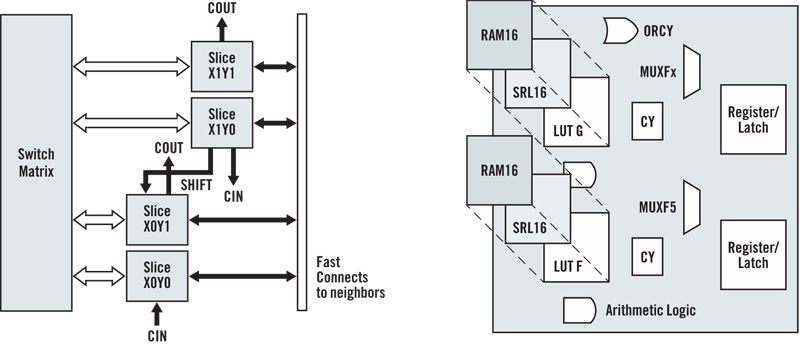 COUT
Slice
X1Y1
Slice
X1Y0
Switch
Matrix
COUT
SHIFT
CIN
Slice
X0Y1
Slice
X0Y0
CIN
Fast
Connects
to neighbors
RAM16
SRL16
LUT G
ORCY
MUXFx
CY
Register/
Latch
RAM16
SRL16
LUT F
MUXF5
CY
Register/
Latch
Arithmetic Logic